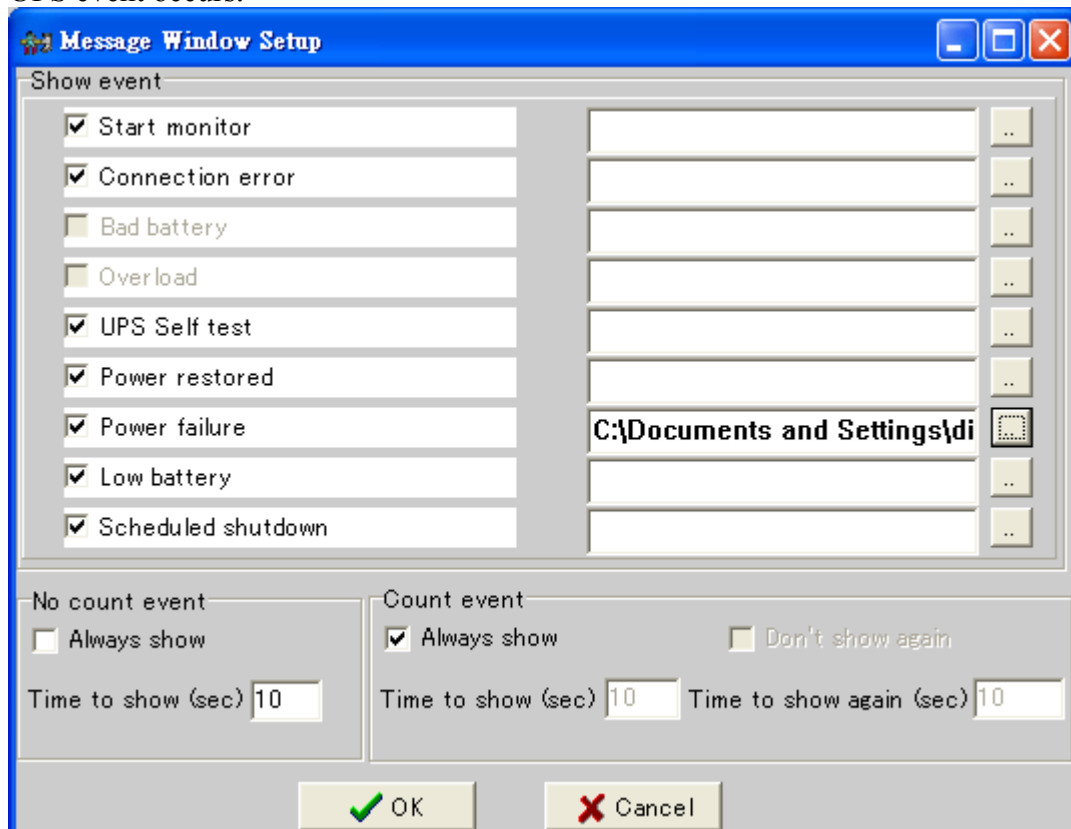 UPS event occurs.
Message Window Setup
Show event
Start monitor ..
Connection error ..
Bad battery ..
Overload ..
UPS Self test ..
Power restored ..
Power failure C:\Documents and Settings\di ...
Low battery ..
Scheduled shutdown ..
No count event Count event
Always show Always show Don't show again
Time to show (sec) 10 Time to show (sec) 10 Time to show again (sec) 10
OK Cancel